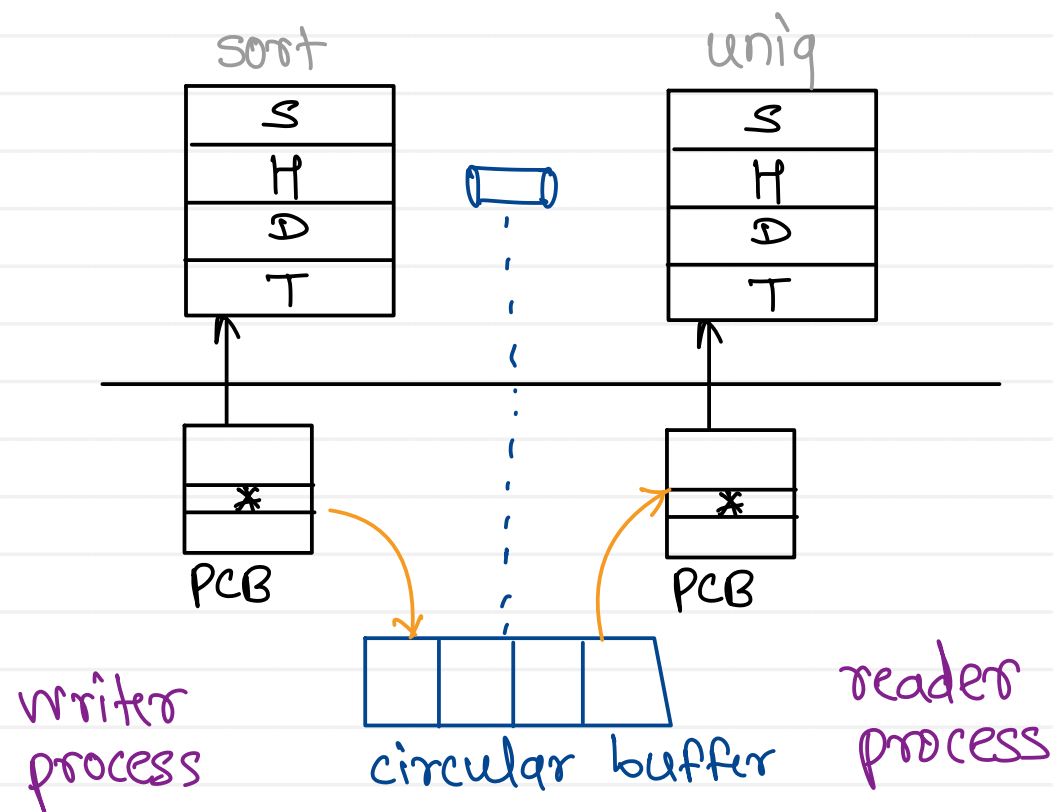 sort
uniq
S
H
D
T
S
H
D
T
*
PCB
*
PCB
writer
process
circular buffer
reader
process